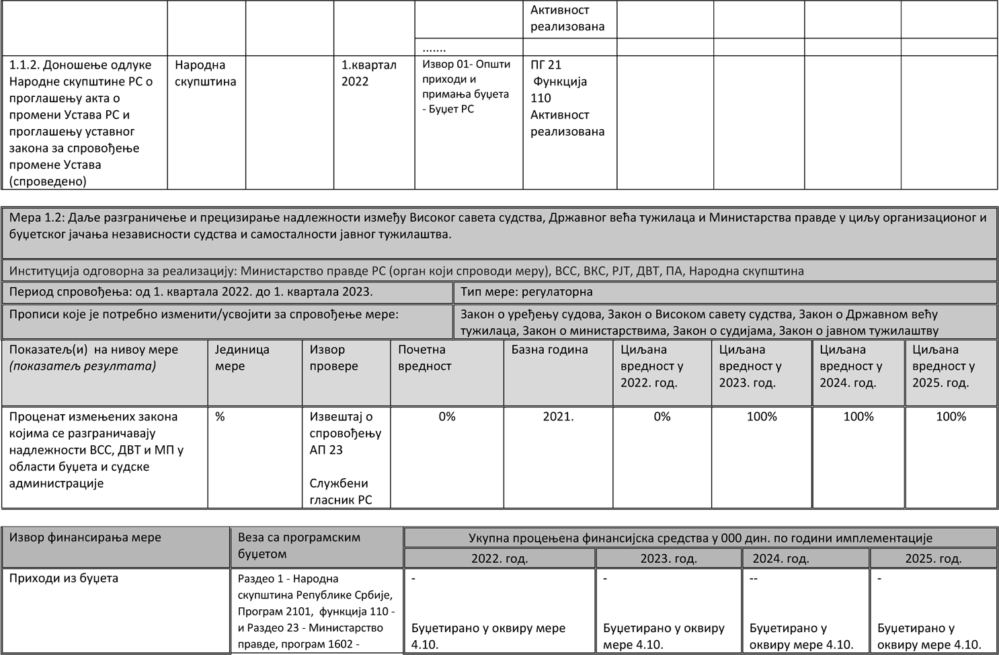 Активност
реализована
.......
1.1.2. Доношење одлуке
Народне скупштине РС о
проглашењу акта о
промени Устава РС и
проглашењу уставног
закона за спровођење
промене Устава
(спроведено)
Народна
скупштина
1.квартал
2022
Извор 01- Општи
приходи и
примања буџета
- Буџет РС
ПГ 21
Функција
110
Активност
реализована
Мера 1.2: Даље разграничење и прецизирање надлежности између Високог савета судства, Државног већа тужилаца и Министарства правде у циљу организационог и
буџетског јачања независности судства и самосталности јавног тужилаштва.
Институција одговорна за реализацију: Министарство правде РС (орган који спроводи меру), ВСС, ВКС, РЈТ, ДВТ, ПА, Народна скупштина
Период спровођења: од 1. квартала 2022. до 1. квартала 2023.
Тип мере: регулаторна
Прописи које је потребно изменити/усвојити за спровођење мере:
Закон о уређењу судова, Закон о Високом савету судства, Закон о Државном већу
тужилаца, Закон о министарствима, Закон о судијама, Закон о јавном тужилаштву
Показатељ(и) на нивоу мере
(показатељ резултата)
Јединица
мере
Извор
провере
Почетна
вредност
Базна година
Циљана
вредност у
2022. год.
Циљана
вредност у
2023. год.
Циљана
вредност у
2024. год.
Циљана
вредност у
2025. год.
Проценат измењених закона
којима се разграничавају
надлежности ВСС, ДВТ и МП у
области буџета и судске
администрације
%
Извештај о
спровођењу
АП 23
Службени
гласник РС
0%
2021.
0%
100%
100%
100%
Извор финансирања мере
Веза са програмским
буџетом
Укупна процењена финансијска средства у 000 дин. по години имплементације
2022. год.
2023. год.
2024. год.
2025. год.
Приходи из буџета
Раздео 1 - Народна
скупштина Републике Србије,
Програм 2101, функција 110 -
и Раздео 23 - Министарство
правде, програм 1602 -
-
Буџетирано у оквиру мере
4.10.
-
Буџетирано у оквиру
мере 4.10.
--
Буџетирано у
оквиру мере 4.10.
-
Буџетирано у
оквиру мере 4.10.